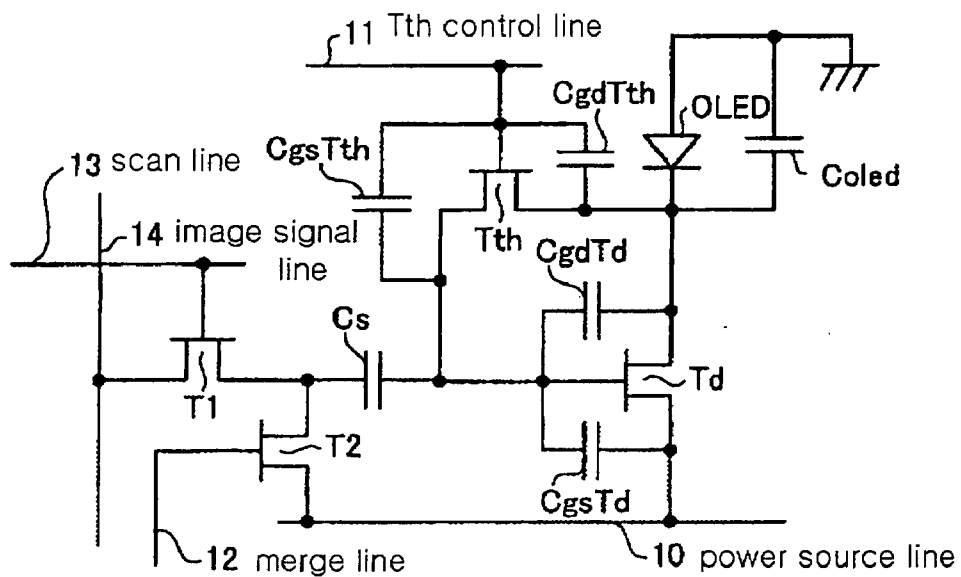 11 Tth control line
CgdTth
OLED
CgsTth
13 scan line
Coled
14 image signal
line
Tth
CgdTd
Cs
T1
Td
T2
CgsTd
12 merge line
10 power source line